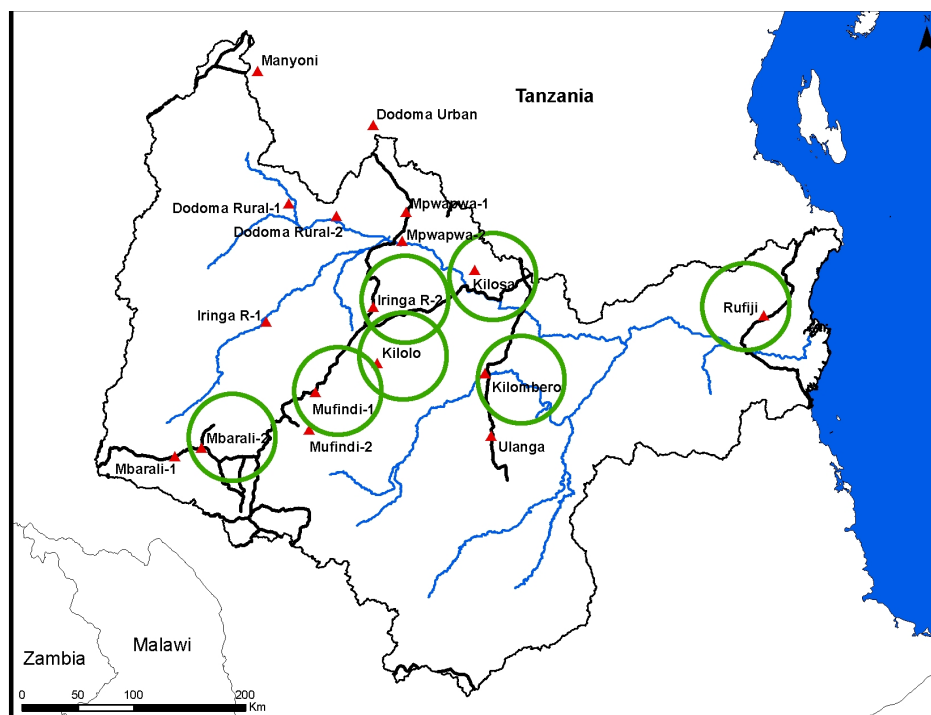 N
Manyoni
Tanzania
Dodoma Urban
Dodoma Rural-1
Mpwapwa-1
Dodoma Rural-2
Mpwapwa-2
Kilosa
Iringa R-2
Rufiji
Iringa R-1
Kilolo
Kilombero
Mufindi-1
Mbarali-2
Mufindi-2
Ulanga
Mbarali-1
Malawi
Zambia
0 50 100 200
Km